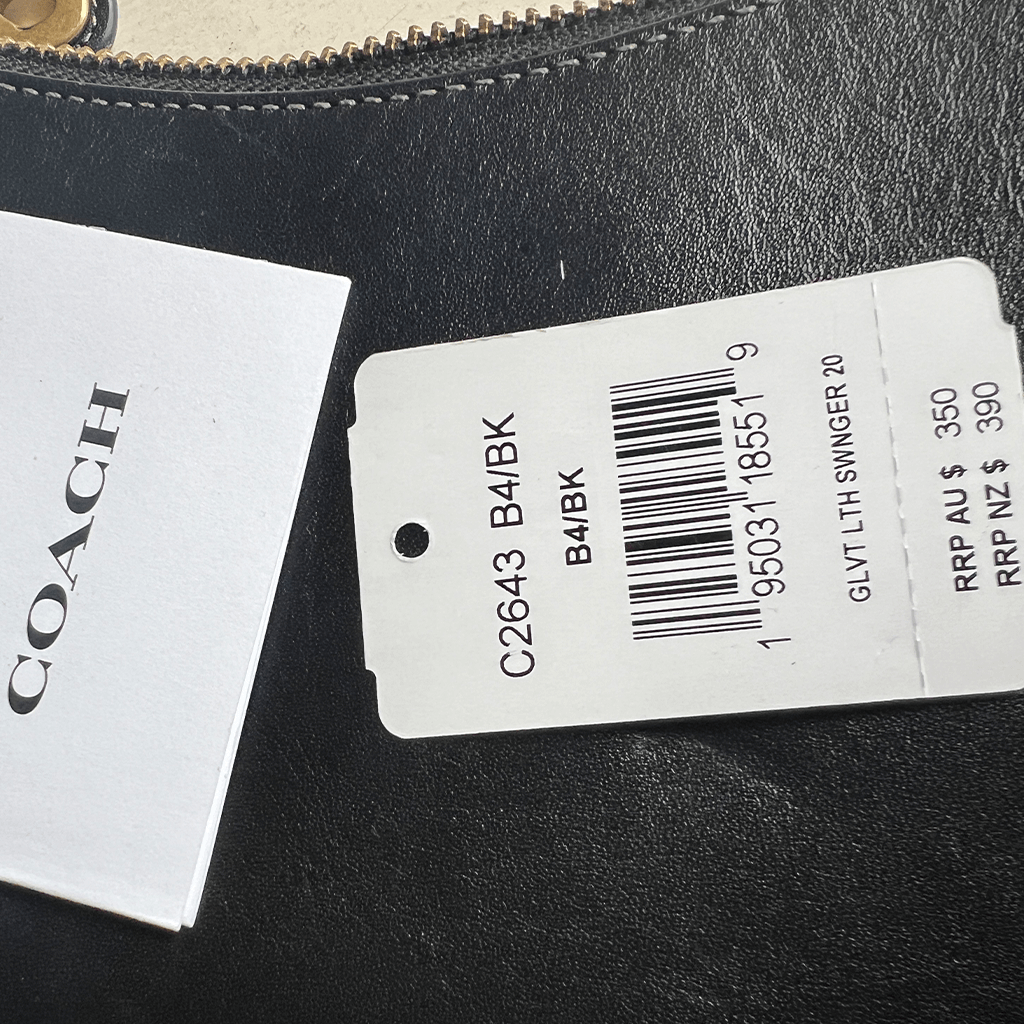 COACH
C2643 B4/BK
B4/BK
1 95031 18551 9
GLVT LTH SWNGER 20
RRP AU $ 350
RRP NZ $ 390